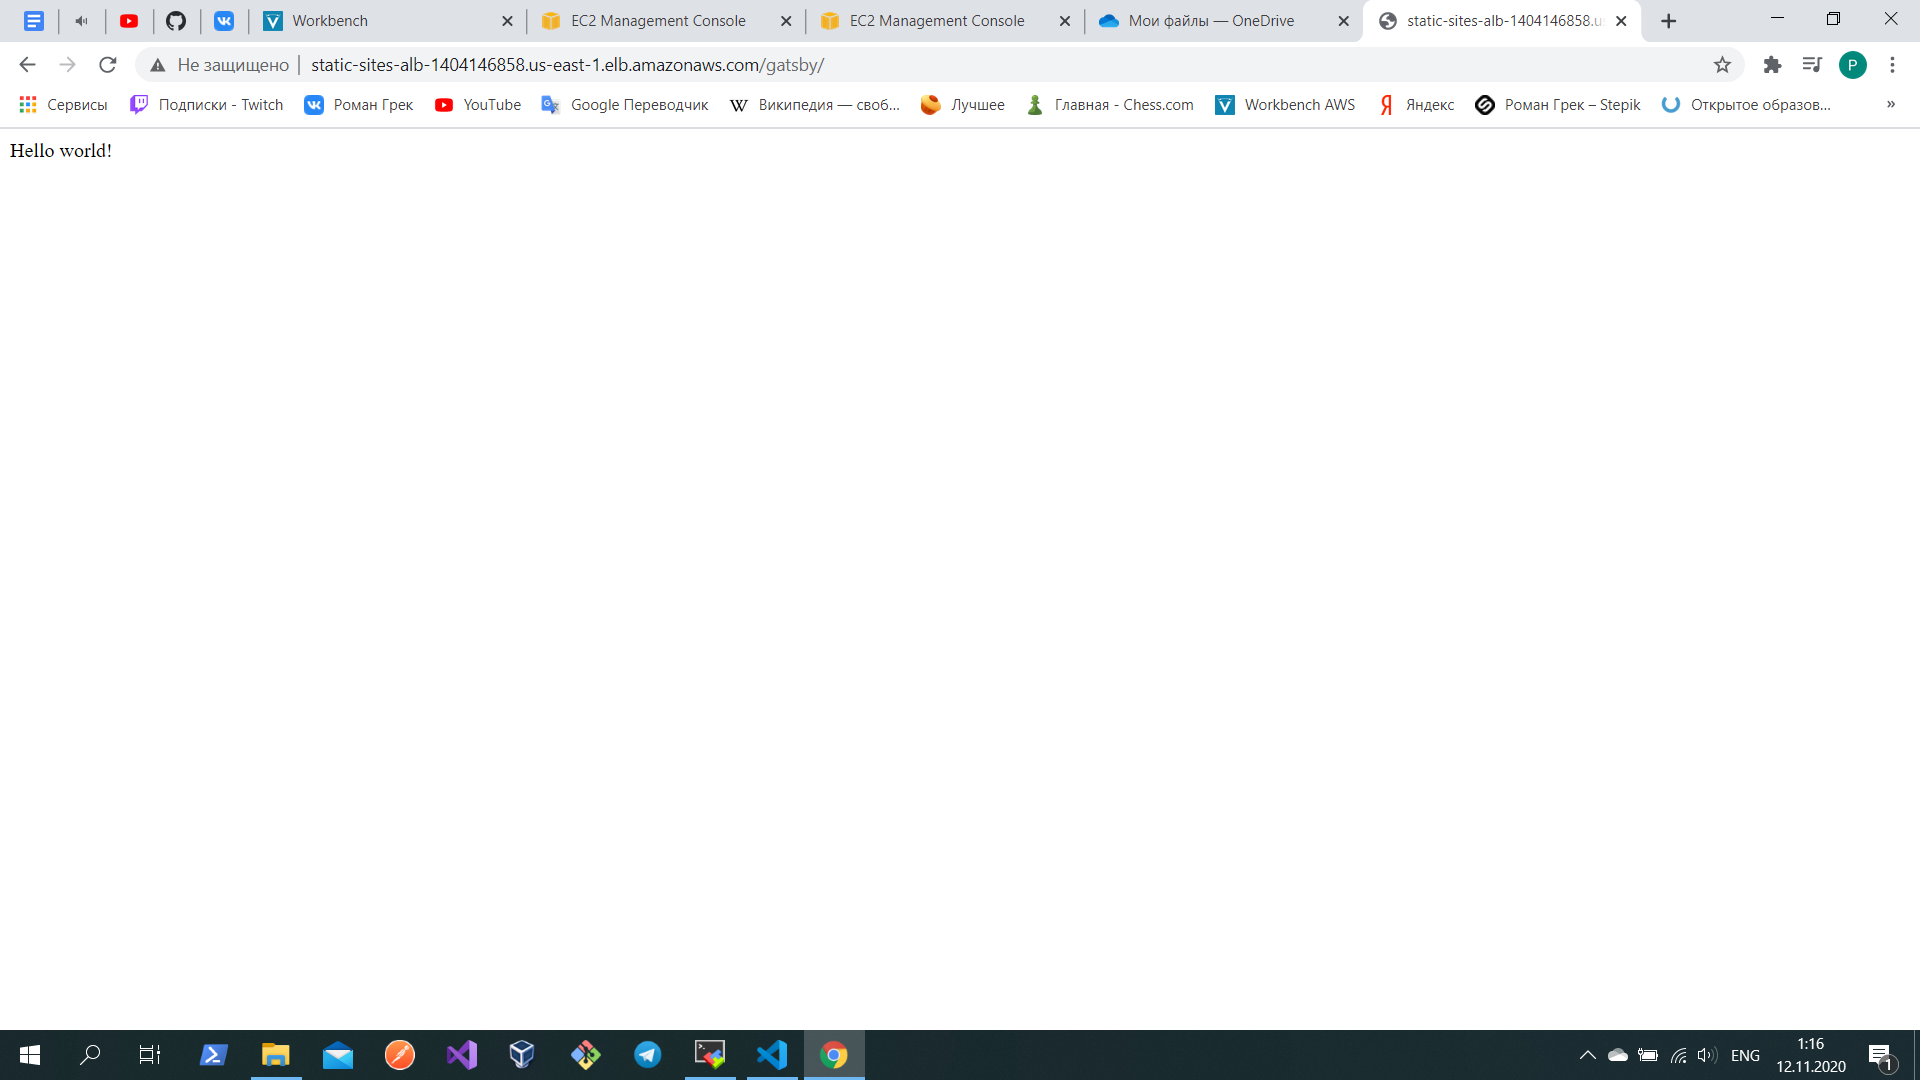 Workbench
EC2 Management Console
EC2 Management Console
Мои файлы — OneDrive
static-sites-alb-1404146858.u
Не защищено
static-sites-alb-1404146858.us-east-1.elb.amazonaws.com/gatsby/
P
Сервисы
Подписки - Twitch
Роман Грек
YouTube
Google Переводчик
W
Википедия — своб...
Лучшее
Главная - Chess.com
Workbench AWS
Я
Яндекс
Роман Грек – Stepik
Открытое образов...
»
Hello world!
ENG
1:16
12.11.2020
1